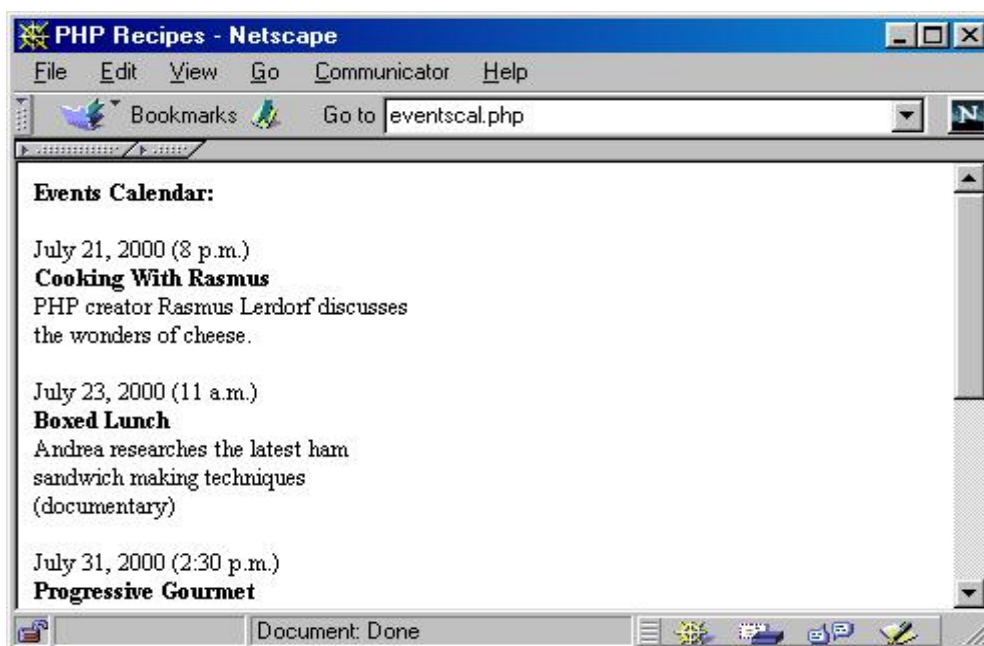 PHP Recipes - Netscape
File Edit View Go Communicator Help
Bookmarks Go to eventscal.php N
Events Calendar:
July 21, 2000 (8 p.m.)
Cooking With Rasmus
PHP creator Rasmus Lerdorf discusses
the wonders of cheese.
July 23, 2000 (11 a.m.)
Boxed Lunch
Andrea researches the latest ham
sandwich making techniques
(documentary)
July 31, 2000 (2:30 p.m.)
Progressive Gourmet
Document: Done